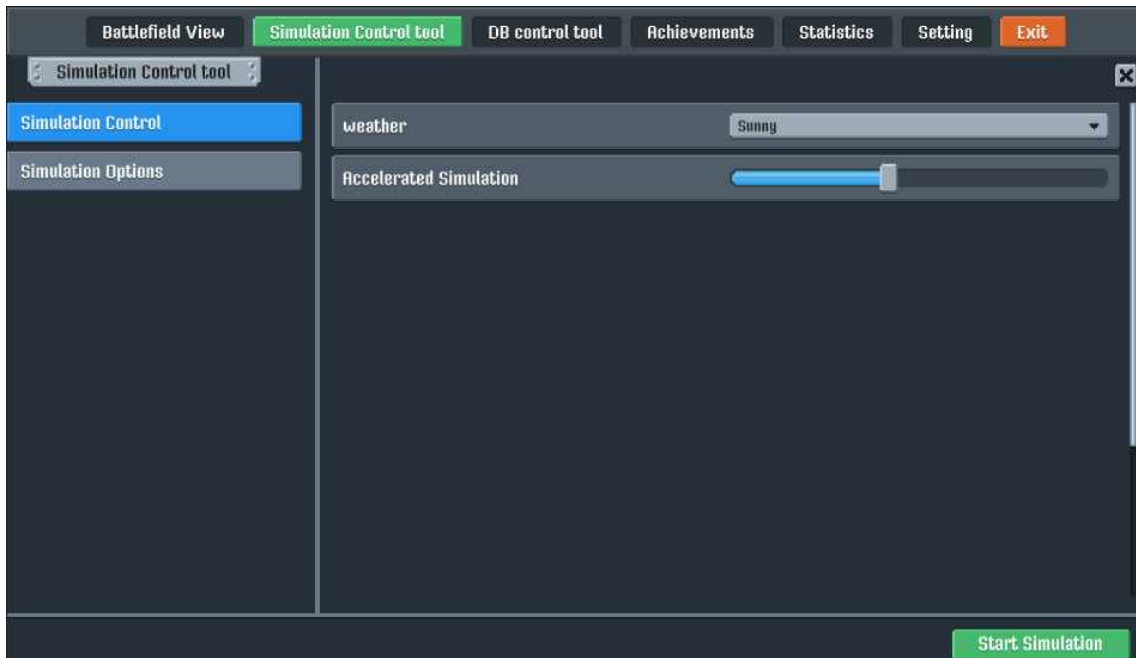 Battlefield View Simulation Control tool DB control tool Achievements Statistics Setting Exit
Simulation Control tool
Simulation Control
Simulation Options
weather Sunny
Accelerated Simulation
Start Simulation